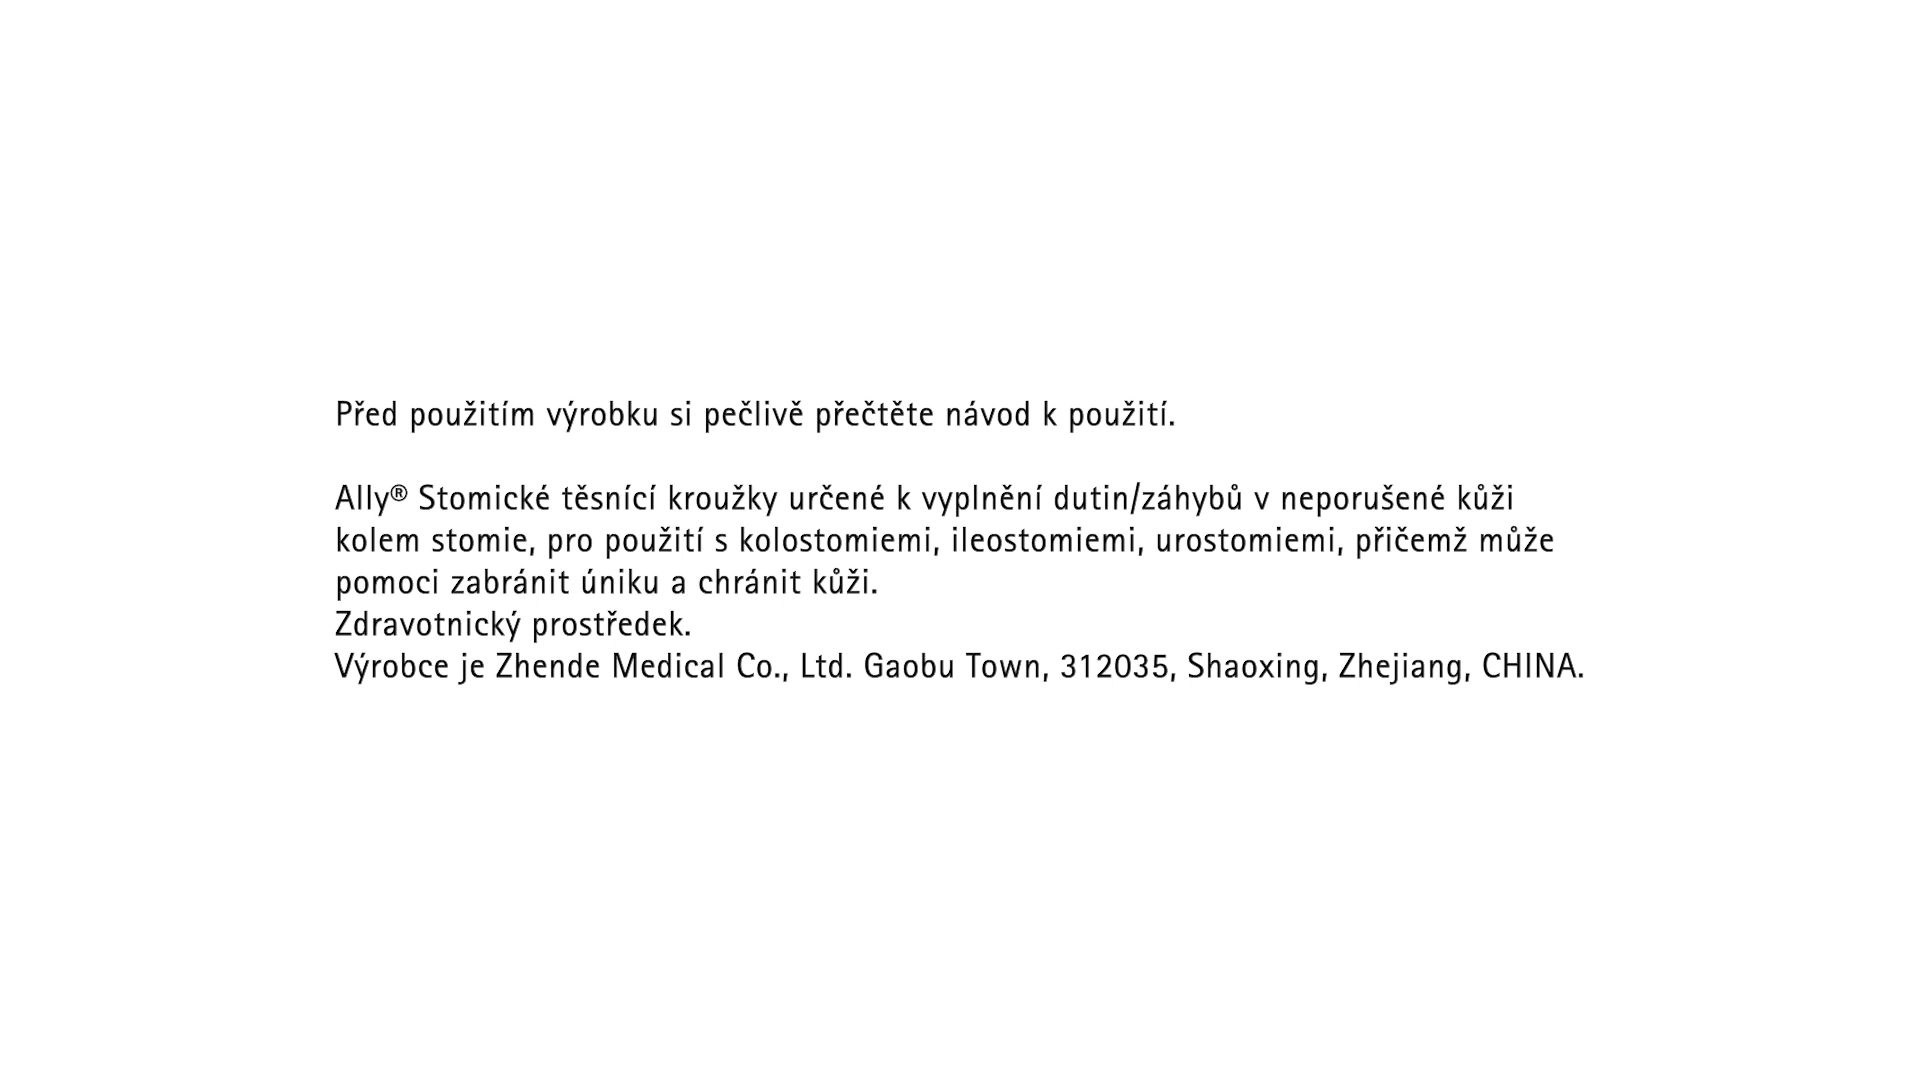 Před použitím výrobku si pečlivě přečtěte návod k použití.
Ally® Stomické těsnící kroužky určené k vyplnění dutin/záhybů v neporušené kůži
kolem stomie, pro použití s kolostomiemi, ileostomiemi, urostomiemi, přičemž může
pomoci zabránit úniku a chránit kůži.
Zdravotnický prostředek.
Výrobce je Zhende Medical Co., Ltd. Gaobu Town, 312035, Shaoxing, Zhejiang, CHINA.